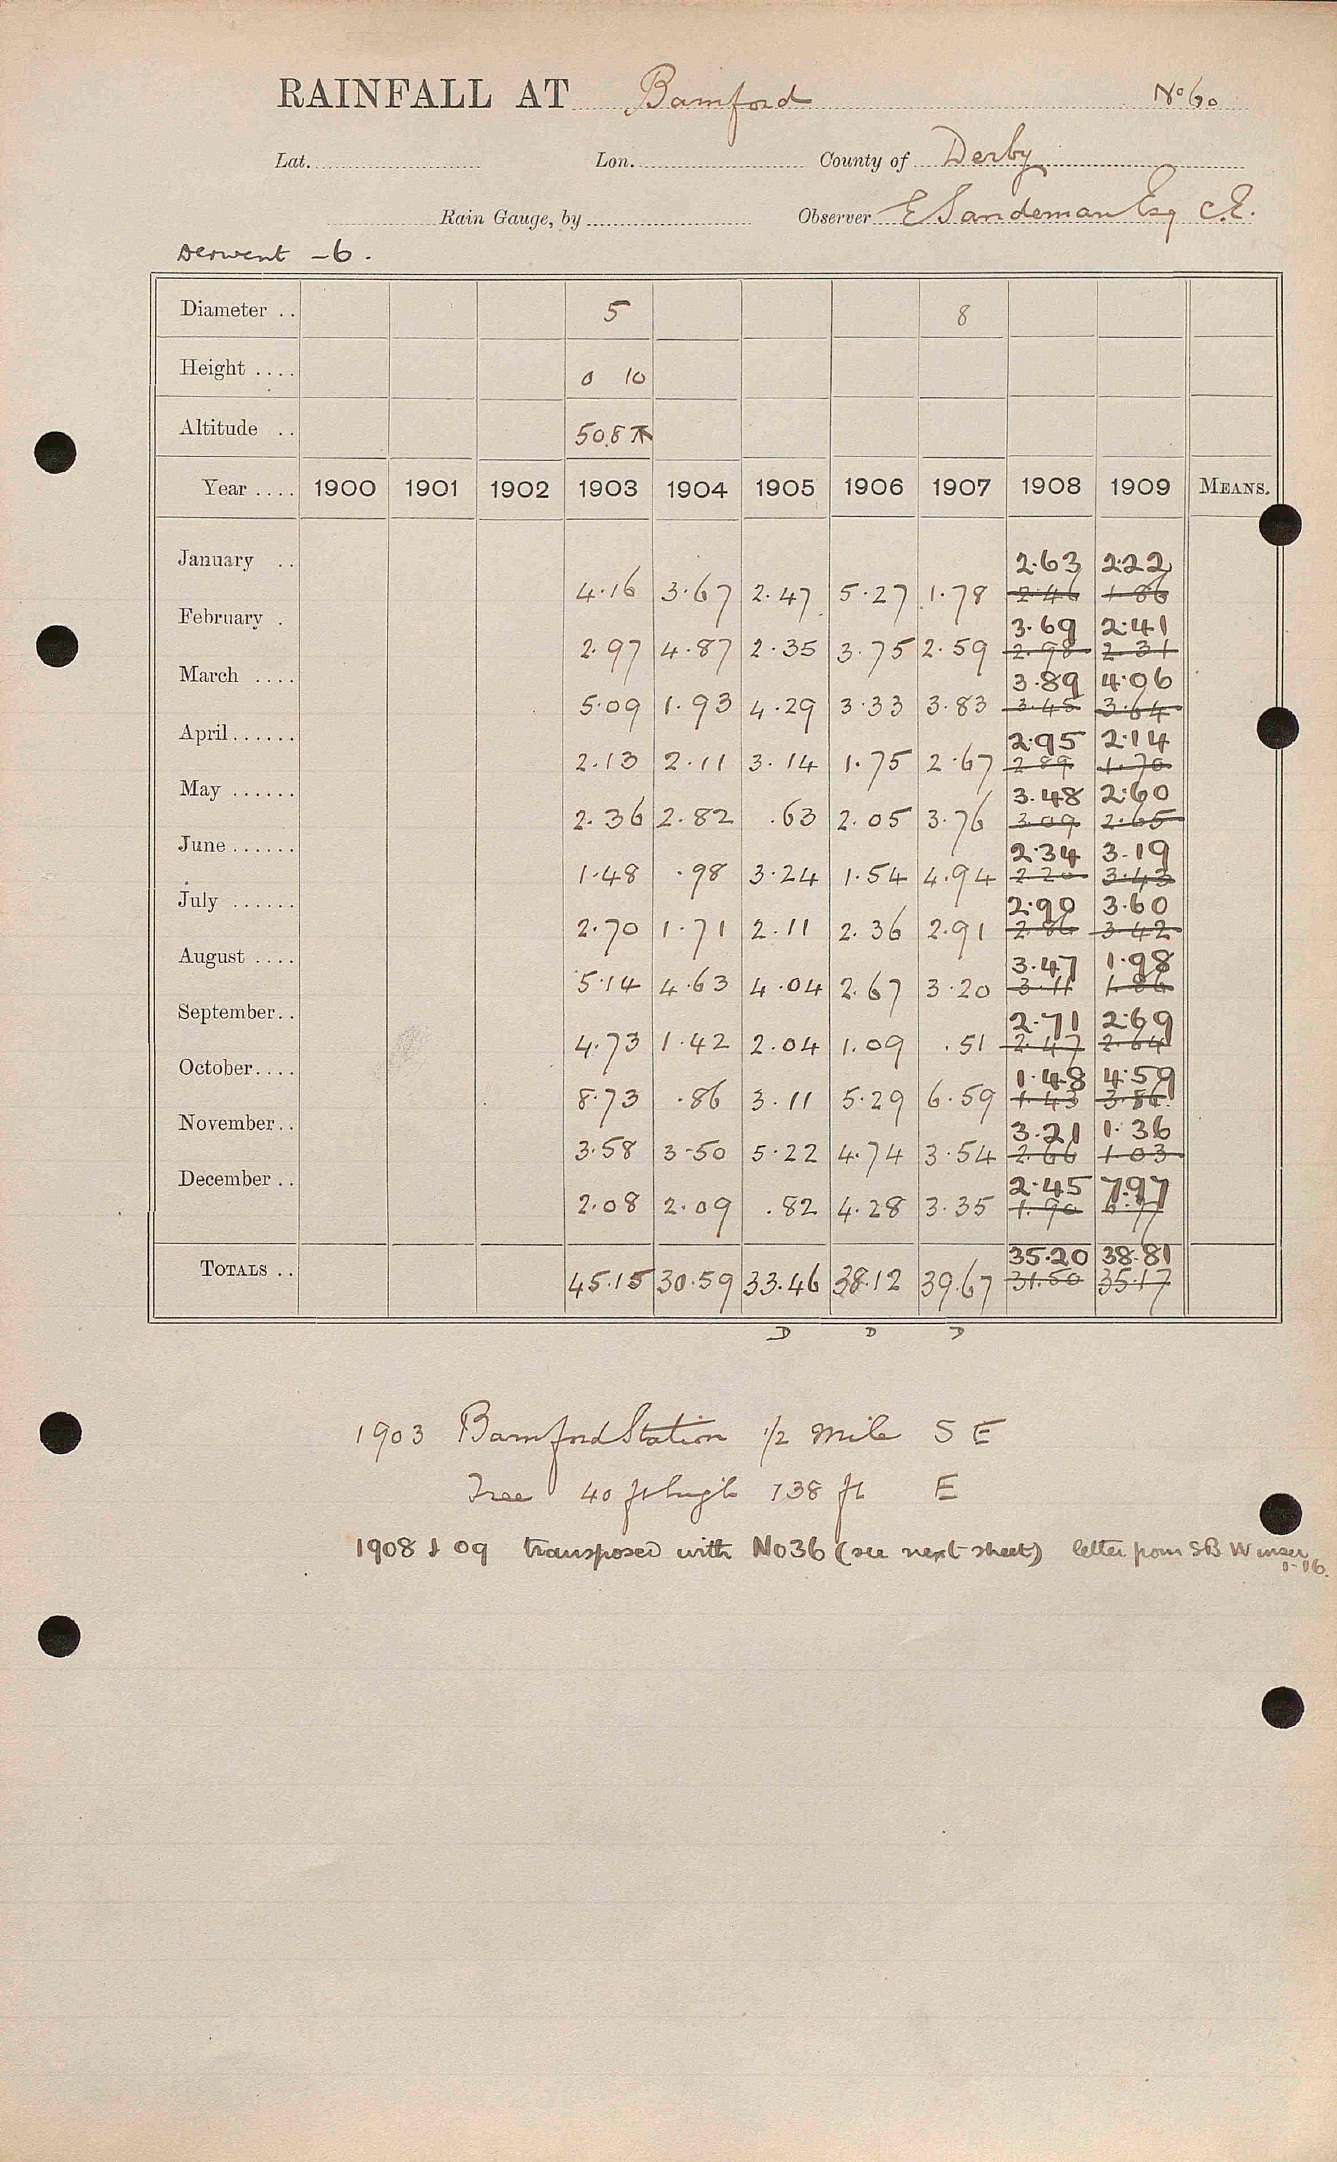 RAINFALL AT Bamford No 60
Lat. Lon. County of Derby
Rain Gauge, by Observer E Sandeman Esq C.E.
Derwent - 6.
Diameter .. 5 8
Height .... 0 10
Altitude .. 508
Year .... 1900 1901 1902 1903 1904 1905 1906 1907 1908 1909 MEANS.
2.63 2.22
January .. 4.16 3.67 2.47 5.27 1.78 2.46 1.86
3.69 2.41
February . 2.97 4.87 2.35 3.75 2.59 2.98 2.31
3.89 4.06
March .... 5.09 1.93 4.29 3.33 3.83 3.45 3.64
2.95 2.14
April...... 2.13 2.11 3.14 1.75 2.67 2.89 1.70
3.48 2.60
May ...... 2.36 2.82 .63 2.05 3.76 3.09 2.65
2.34 3.19
June ...... 1.48 .98 3.24 1.54 4.94 2.20 3.43
2.90 3.60
July ...... 2.70 1.71 2.11 2.36 2.91 2.86 3.42
3.47 1.98
August .... 5.14 4.63 4.04 2.67 3.20 3.11 1.86
2.71 2.69
September.. 4.73 1.42 2.04 1.09 .51 2.47 2.64
1.48 4.59
October.... 8.73 .86 3.11 5.29 6.59 1.43 3.86
3.21 1.36
November.. 3.58 3.50 5.22 4.74 3.54 2.66 1.03
2.45 7.97
December .. 2.08 2.09 .82 4.28 3.35 1.90 6.77
35.20 38.81
TOTALS .. 45.15 30.59 33.46 38.12 39.67 31.50 35.17
D D D
1903 Bamford Station 1/2 mile S E
Tree 40 ft high 138 ft E
1908 & 09 transposed with No 36 (see next sheet) letter from SB Winser
1-16.